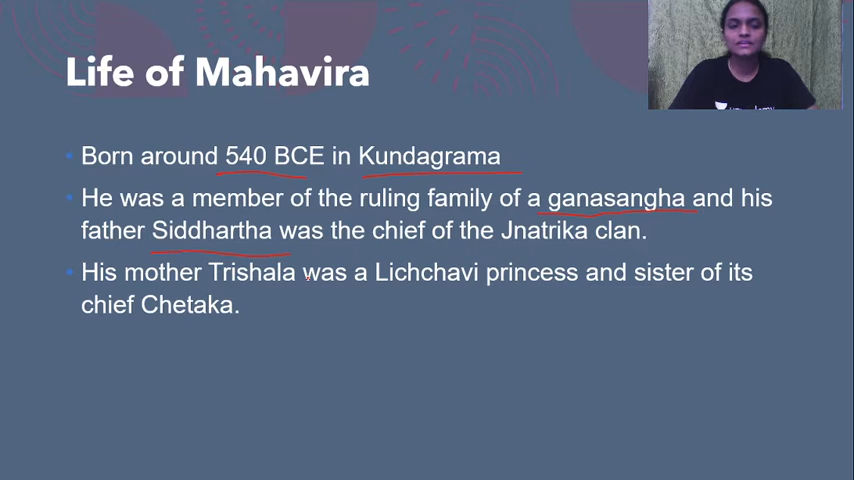 Life of Mahavira
• Born around 540 BCE in Kundagrama
• He was a member of the ruling family of a ganasangha and his
father Siddhartha was the chief of the Jnatrika clan.
• His mother Trishala was a Lichchavi princess and sister of its
chief Chetaka.